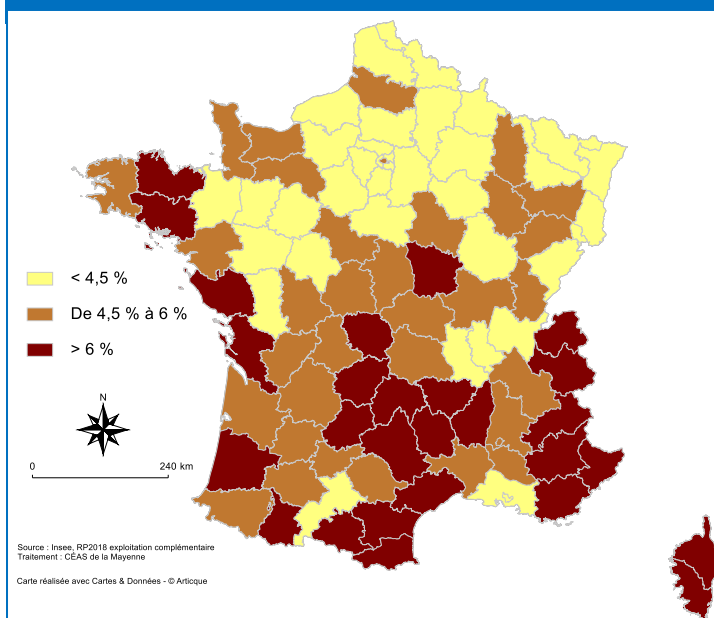 < 4,5 %
De 4,5 % à 6 %
> 6 %
N
0 240 km
Source : Insee, RP2018 exploitation complémentaire
Traitement : CÉAS de la Mayenne
Carte réalisée avec Cartes & Données - © Articque